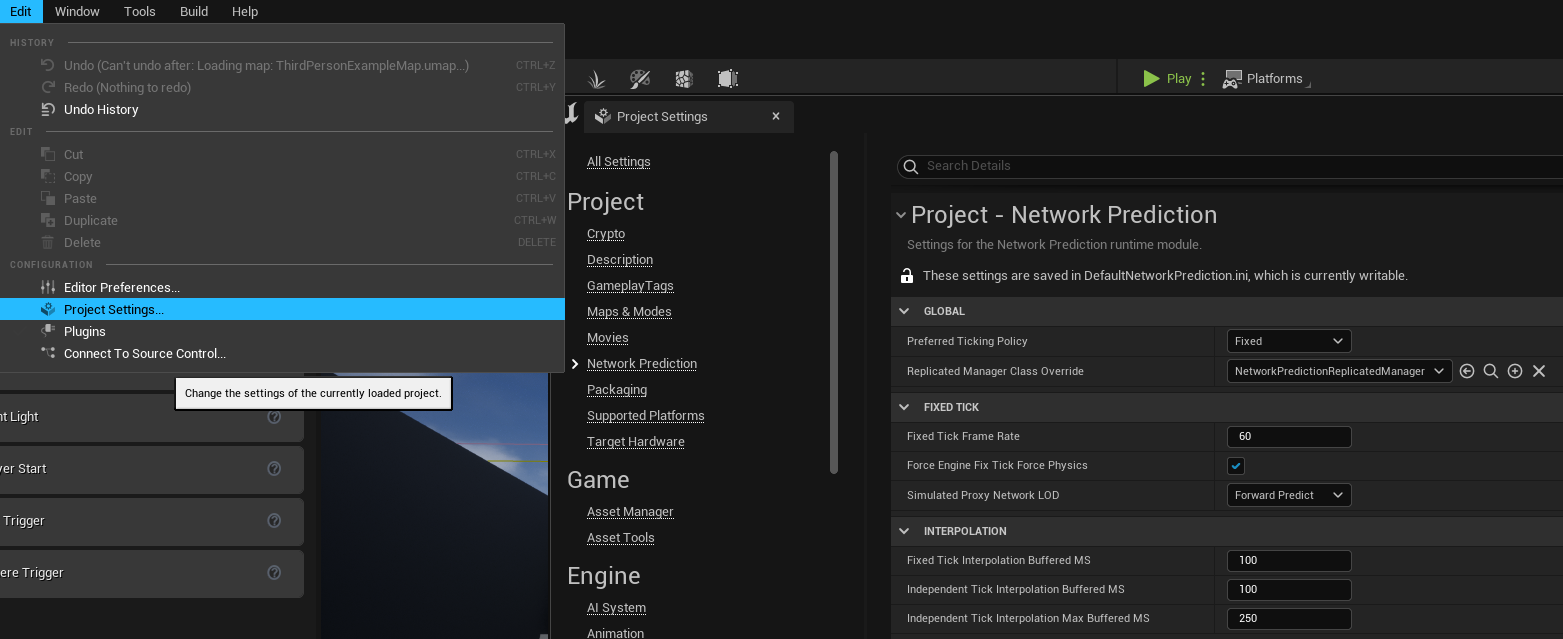 Edit Window Tools Build Help
HISTORY
Undo (Can't undo after: Loading map: ThirdPersonExampleMap.umap...) CTRL+Z
Redo (Nothing to redo) CTRL+Y
Undo History
EDIT
Cut CTRL+X
Copy CTRL+C
Paste CTRL+V
Duplicate CTRL+W
Delete DELETE
CONFIGURATION
Editor Preferences...
Project Settings...
Plugins
Connect To Source Control...
Change the settings of the currently loaded project.
nt Light
yer Start
Trigger
ere Trigger
Play Platforms
Project Settings
All Settings
Project
Crypto
Description
GameplayTags
Maps & Modes
Movies
Network Prediction
Packaging
Supported Platforms
Target Hardware
Game
Asset Manager
Asset Tools
Engine
AI System
Animation
Search Details
Project - Network Prediction
Settings for the Network Prediction runtime module.
These settings are saved in DefaultNetworkPrediction.ini, which is currently writable.
GLOBAL
Preferred Ticking Policy Fixed
Replicated Manager Class Override NetworkPredictionReplicatedManager
FIXED TICK
Fixed Tick Frame Rate 60
Force Engine Fix Tick Force Physics
Simulated Proxy Network LOD Forward Predict
INTERPOLATION
Fixed Tick Interpolation Buffered MS 100
Independent Tick Interpolation Buffered MS 100
Independent Tick Interpolation Max Buffered MS 250